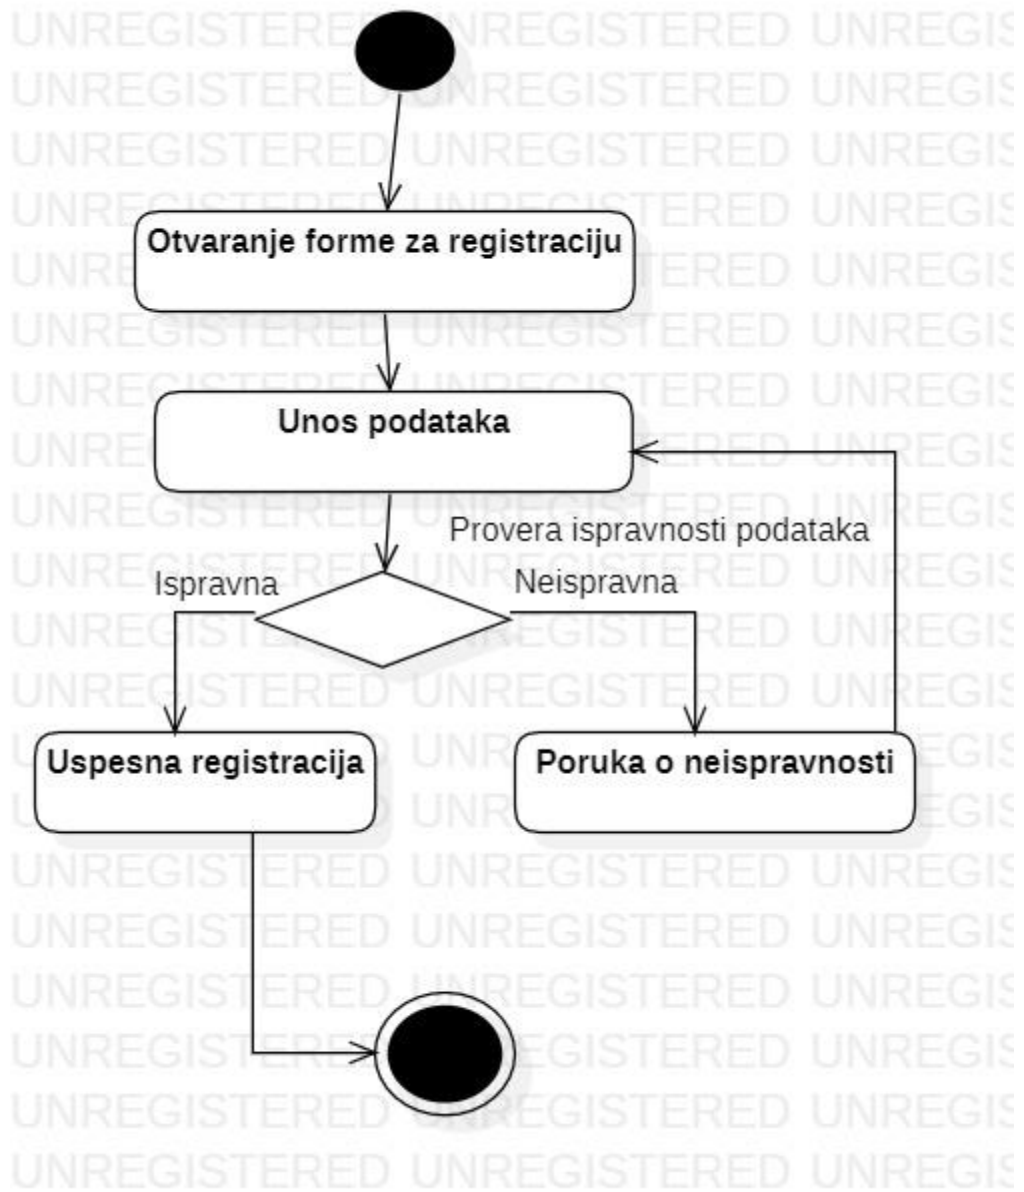 Otvaranje forme za registraciju
Unos podataka
Provera ispravnosti podataka
Ispravna
Neispravna
Uspesna registracija
Poruka o neispravnosti